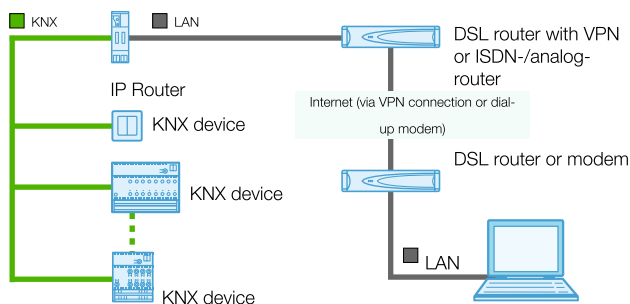 KNX
LAN
DSL router with VPN
or ISDN-/analog-
router
IP Router
Internet (via VPN connection or dial-
up modem)
KNX device
DSL router or modem
KNX device
LAN
KNX device